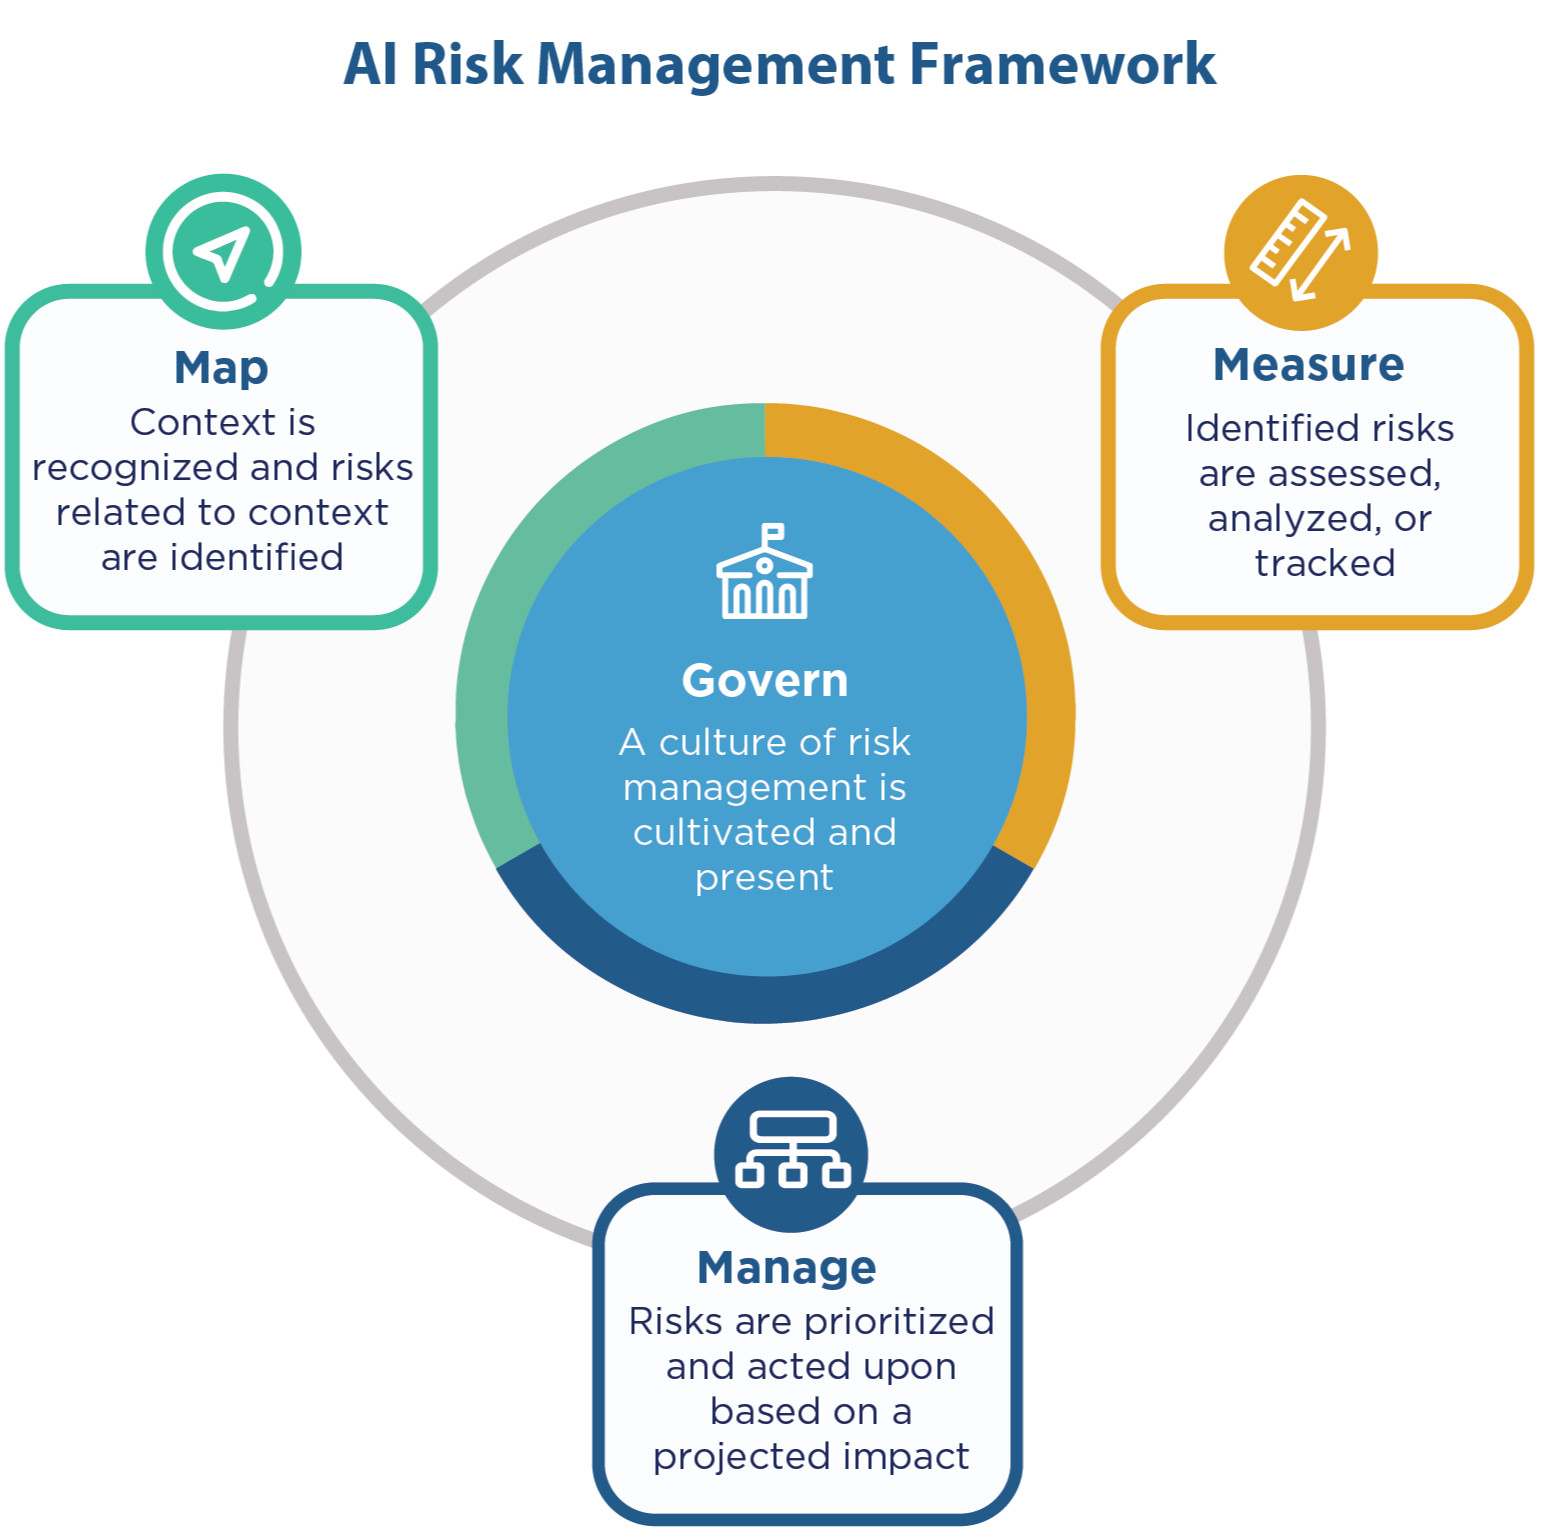 AI Risk Management Framework
Map
Context is
recognized and risks
related to context
are identified
Measure
Identified risks
are assessed,
analyzed, or
tracked
Govern
A culture of risk
management is
cultivated and
present
Manage
Risks are prioritized
and acted upon
based on a
projected impact